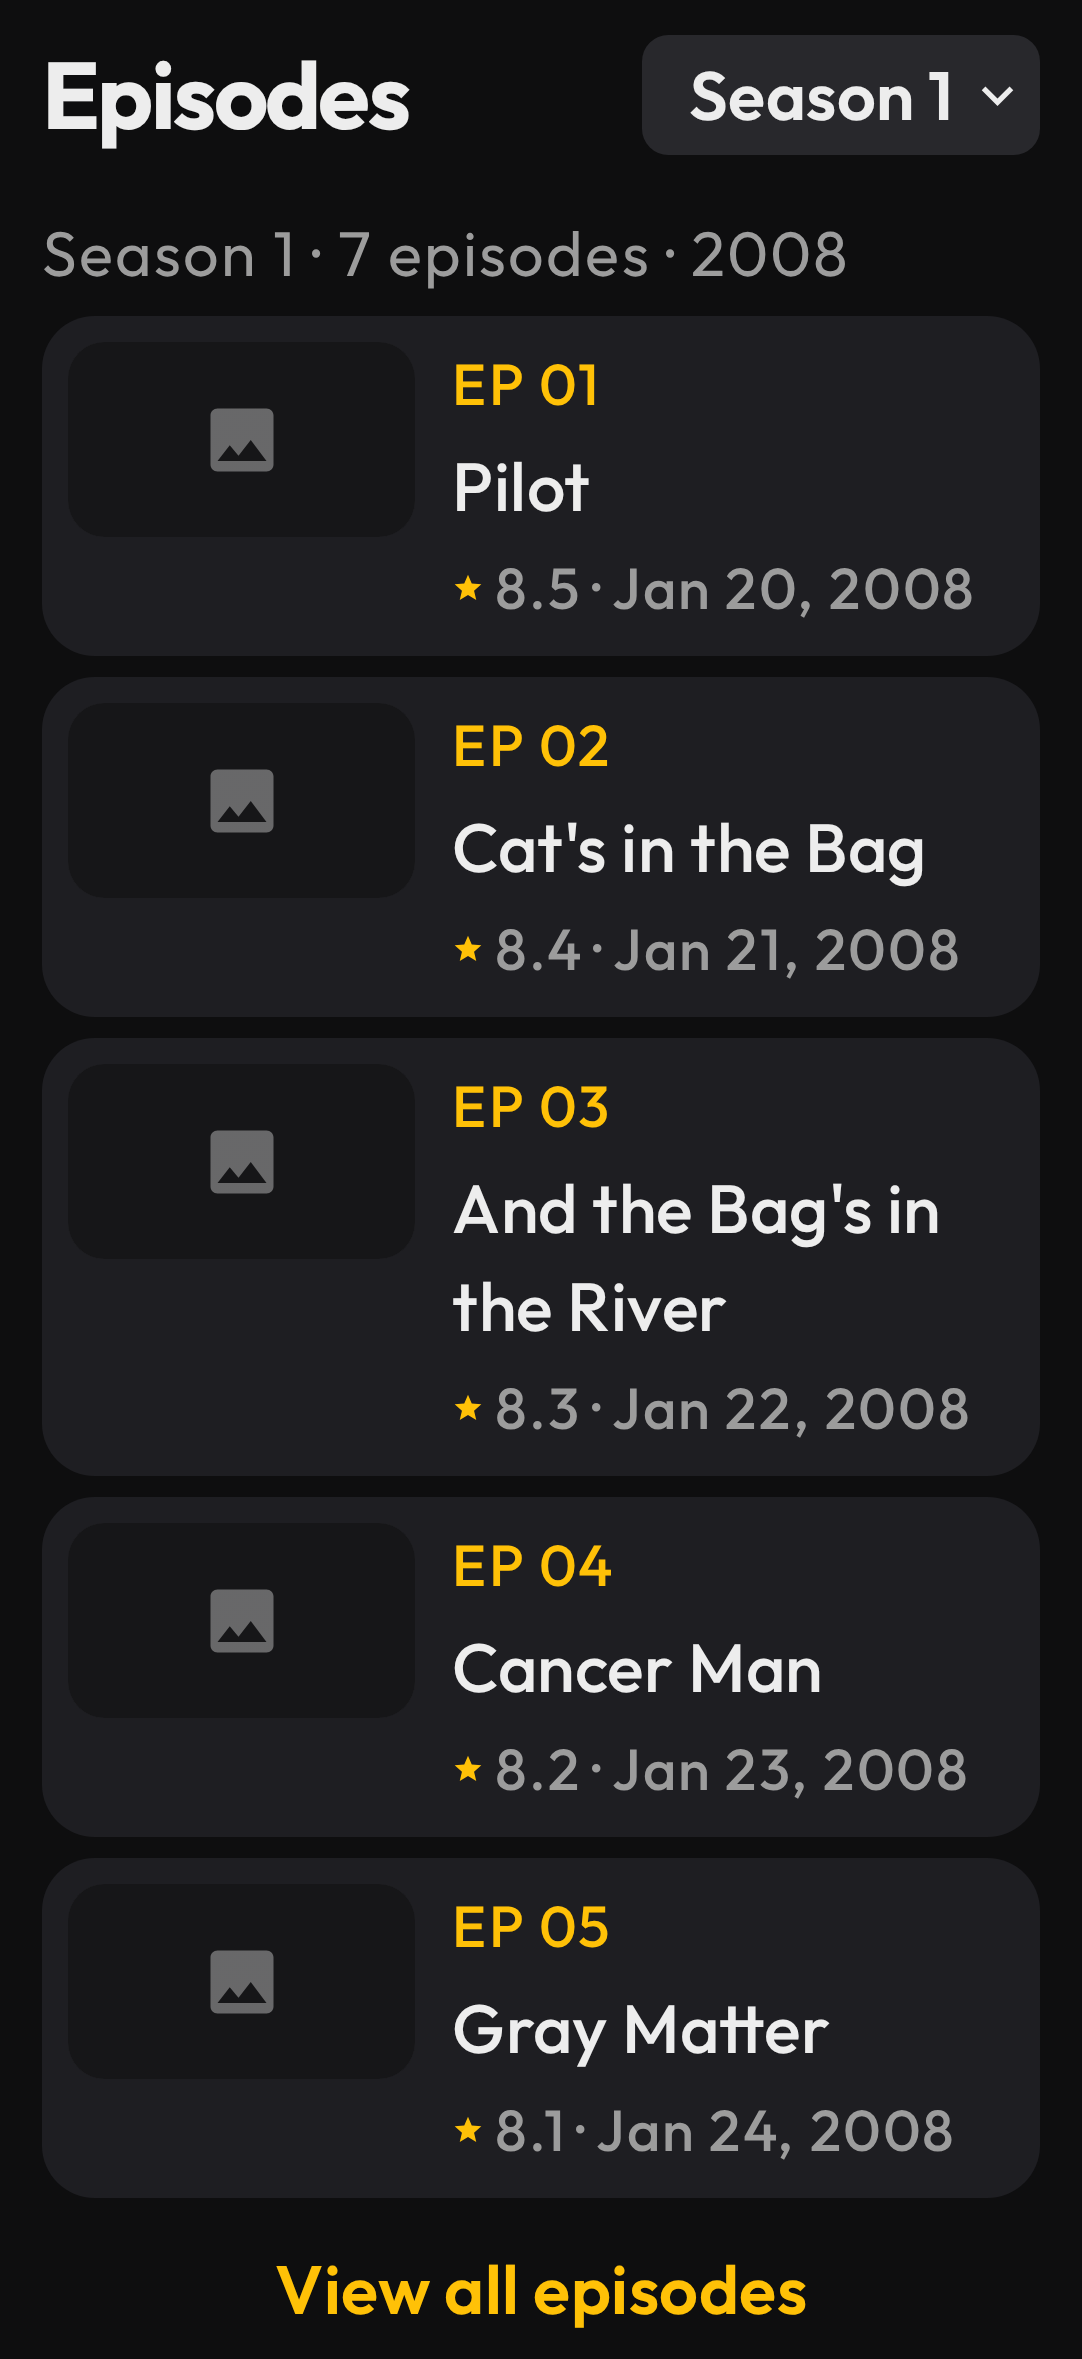 Episodes
Season 1
Season 1 · 7 episodes · 2008
EP 01
Pilot
8.5 · Jan 20, 2008
EP 02
Cat's in the Bag
8.4 · Jan 21, 2008
EP 03
And the Bag's in
the River
8.3 · Jan 22, 2008
EP 04
Cancer Man
8.2 · Jan 23, 2008
EP 05
Gray Matter
8.1 · Jan 24, 2008
View all episodes